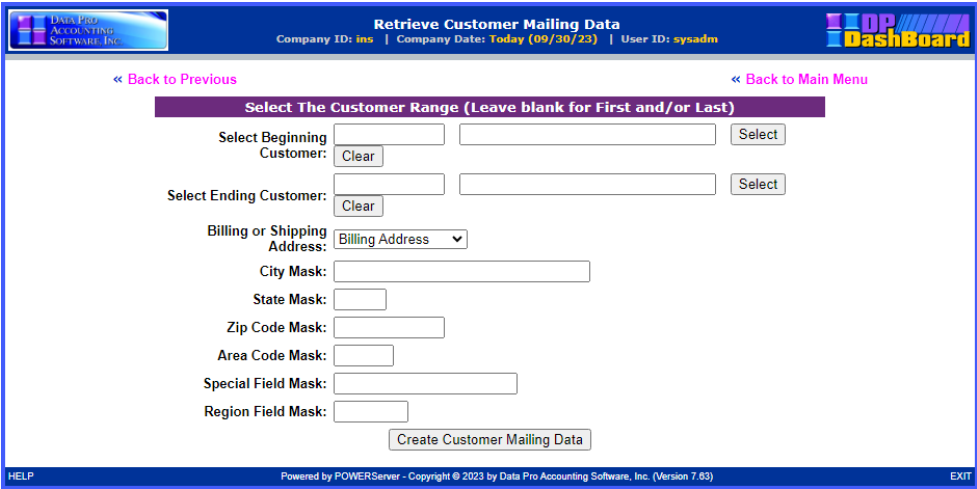 DATA PRO
ACCOUNTING
SOFTWARE, INC.
Retrieve Customer Mailing Data
Company ID: ins | Company Date: Today (09/30/23) | User ID: sysadm
DP
DashBoard
« Back to Previous
« Back to Main Menu
Select The Customer Range (Leave blank for First and/or Last)
Select Beginning
Customer:
Select
Clear
Select Ending Customer:
Select
Clear
Billing or Shipping
Address:
Billing Address
City Mask:
State Mask:
Zip Code Mask:
Area Code Mask:
Special Field Mask:
Region Field Mask:
Create Customer Mailing Data
HELP
Powered by POWERServer - Copyright © 2023 by Data Pro Accounting Software, Inc. (Version 7.63)
EXIT